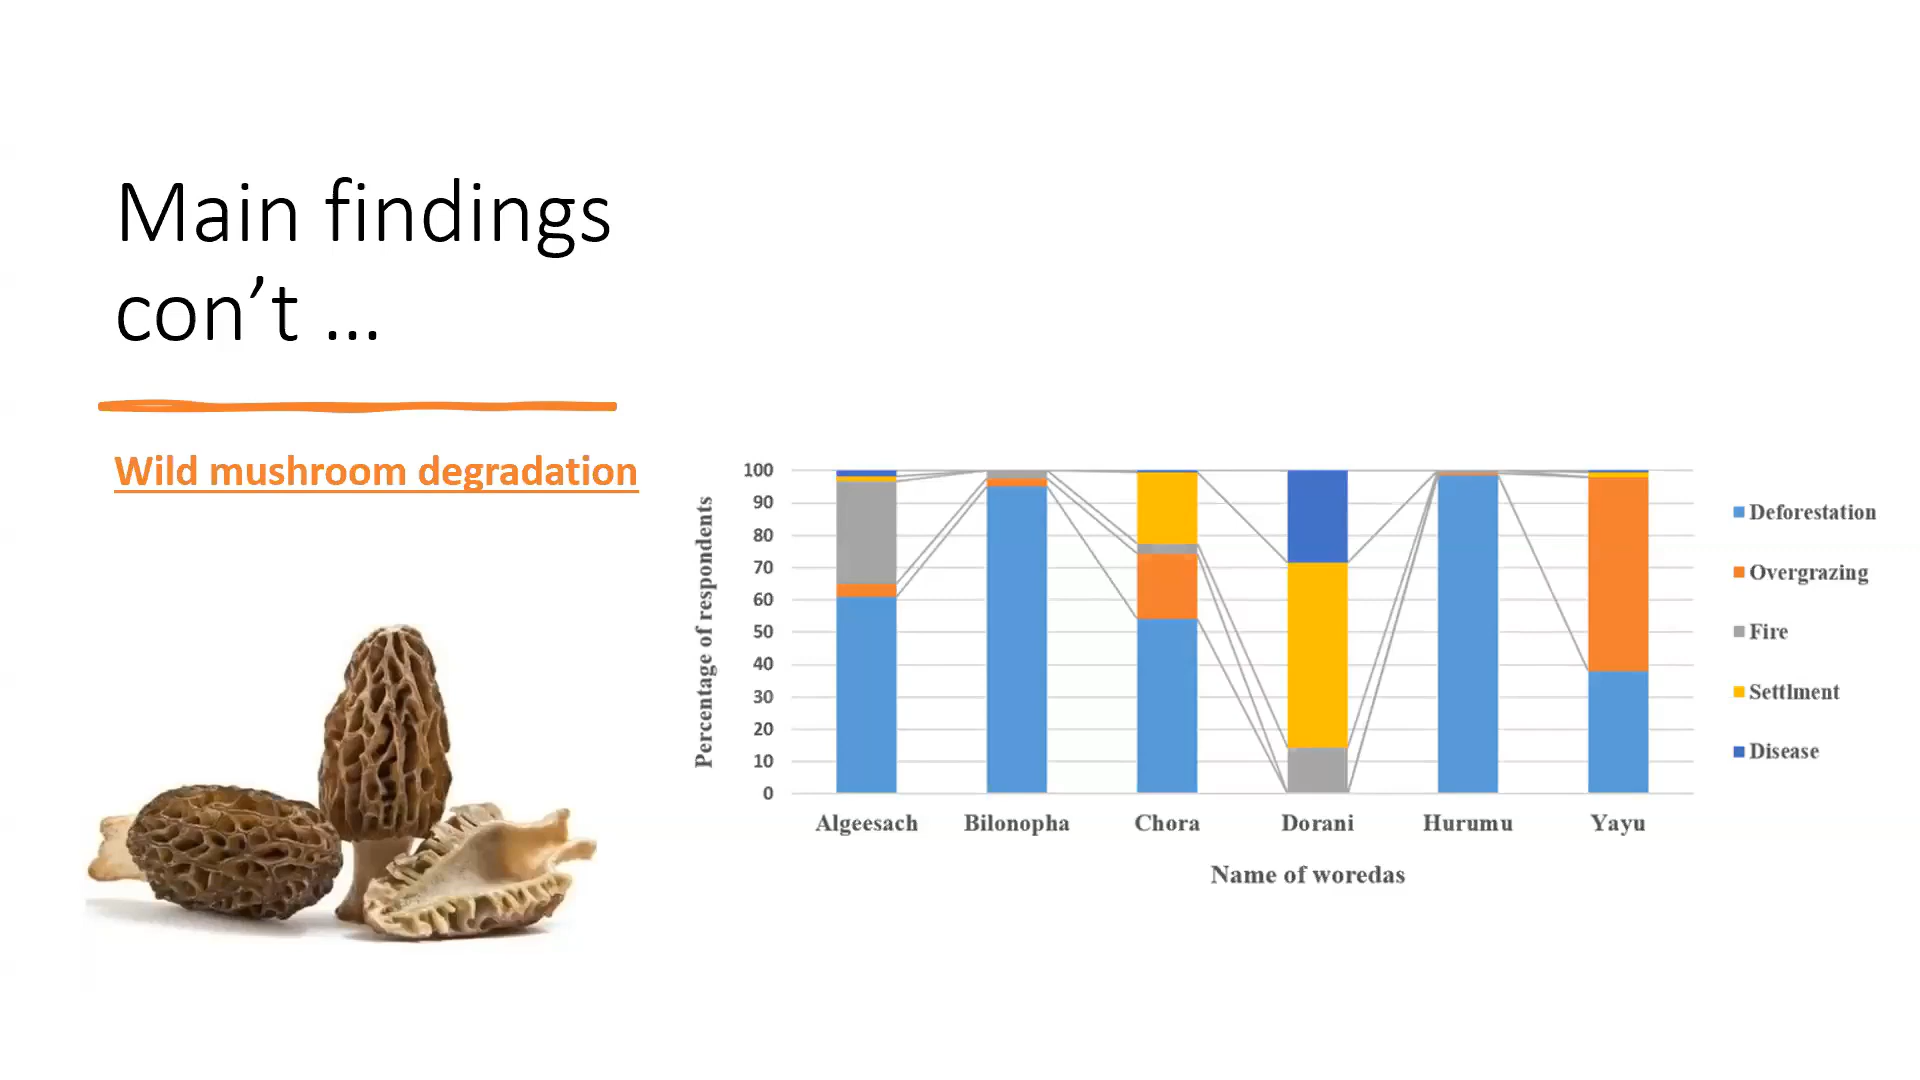 Main findings
con’t …
Wild mushroom degradation
Percentage of respondents
100
90
80
70
60
50
40
30
20
10
0
Algeesach Bilonopha Chora Dorani Hurumu Yayu
Name of woredas
Deforestation
Overgrazing
Fire
Settlment
Disease